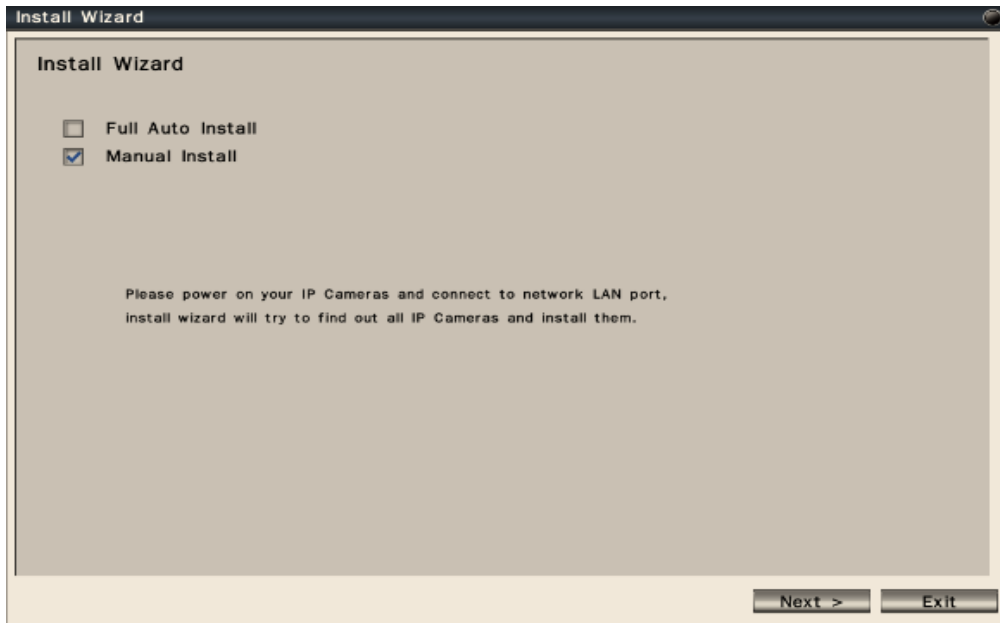 Install Wizard
Install Wizard
Full Auto Install
Manual Install
Please power on your IP Cameras and connect to network LAN port,
install wizard will try to find out all IP Cameras and install them.
Next > Exit